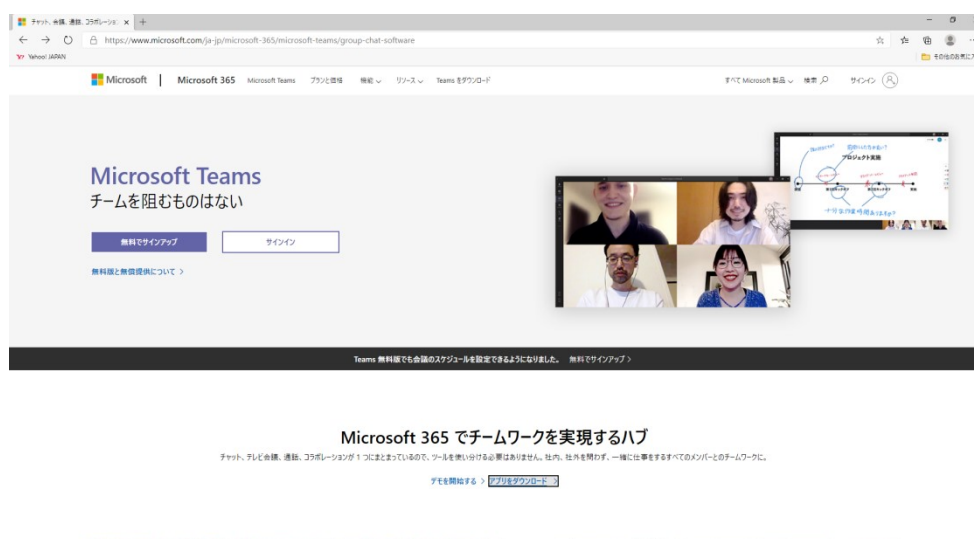 チャット、会議、通話、コラボレーション
https://www.microsoft.com/ja-jp/microsoft-365/microsoft-teams/group-chat-software
Yahoo! JAPAN
その他のお気に入
Microsoft Microsoft 365 Microsoft Teams プランと価格 機能 リソース Teams をダウンロード すべて Microsoft 製品 検索 サインイン
Microsoft Teams
チームを阻むものはない
無料でサインアップ サインイン
無料版と無償提供について >
プロジェクト実施
Teams 無料版でも会議のスケジュールを設定できるようになりました。 無料でサインアップ >
Microsoft 365 でチームワークを実現するハブ
チャット、テレビ会議、通話、コラボレーションが 1 つにまとまっているので、ツールを使い分ける必要はありません。社内、社外を問わず、一緒に仕事をするすべてのメンバーとのチームワークに。
デモを開始する > アプリをダウンロード >